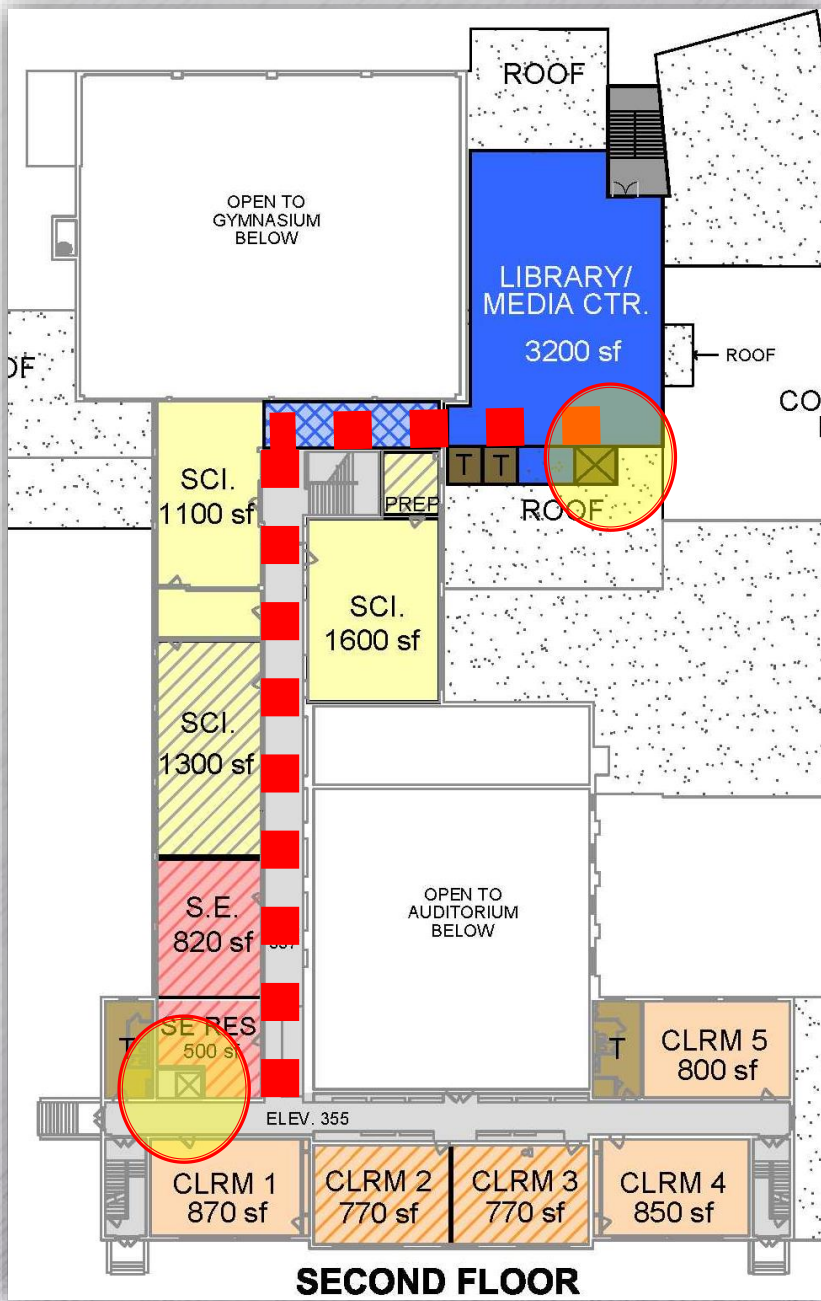 ROOF
OPEN TO
GYMNASIUM
BELOW
LIBRARY/
MEDIA CTR.
3200 sf
ROOF
OF
CO
SCI.
1100 sf
T T
PREP
ROOF
SCI.
1600 sf
SCI.
1300 sf
S.E.
820 sf
OPEN TO
AUDITORIUM
BELOW
SE RES
500 sf
T
T
CLRM 5
800 sf
ELEV. 355
CLRM 1
870 sf
CLRM 2
770 sf
CLRM 3
770 sf
CLRM 4
850 sf
SECOND FLOOR